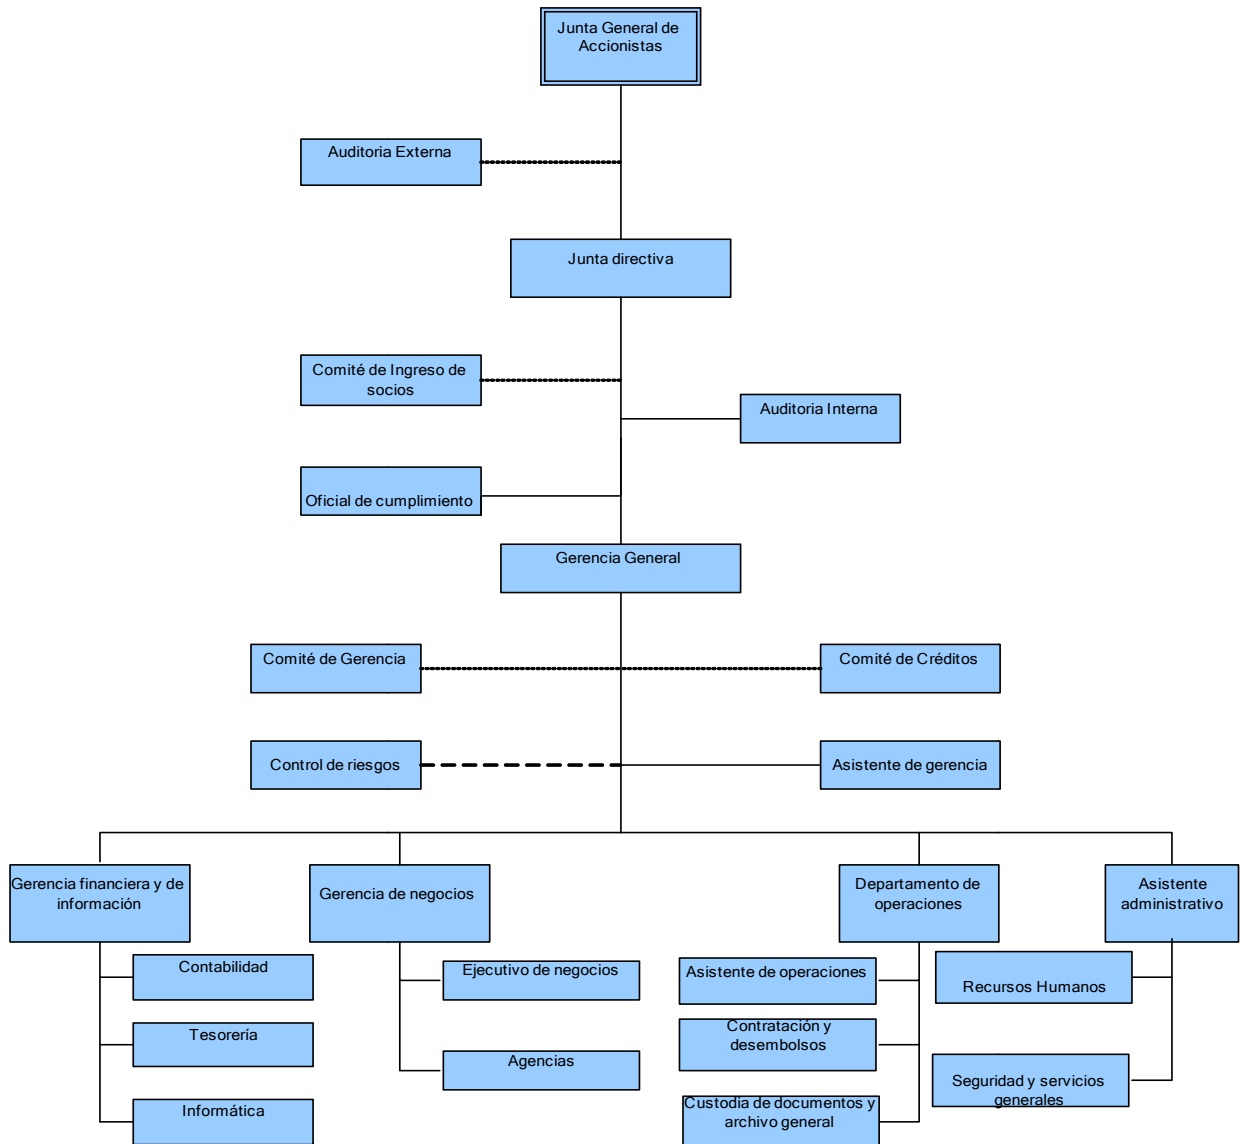 Junta General de
Accionistas
Auditoria Externa
Junta directiva
Comité de Ingreso de
socios
Auditoria Interna
Oficial de cumplimiento
Gerencia General
Comité de Gerencia
Comité de Créditos
Control de riesgos
Asistente de gerencia
Gerencia financiera y de
información
Gerencia de negocios
Departamento de
operaciones
Asistente
administrativo
Contabilidad
Tesorería
Informática
Ejecutivo de negocios
Agencias
Asistente de operaciones
Contratación y
desembolsos
Custodia de documentos y
archivo general
Recursos Humanos
Seguridad y servicios
generales